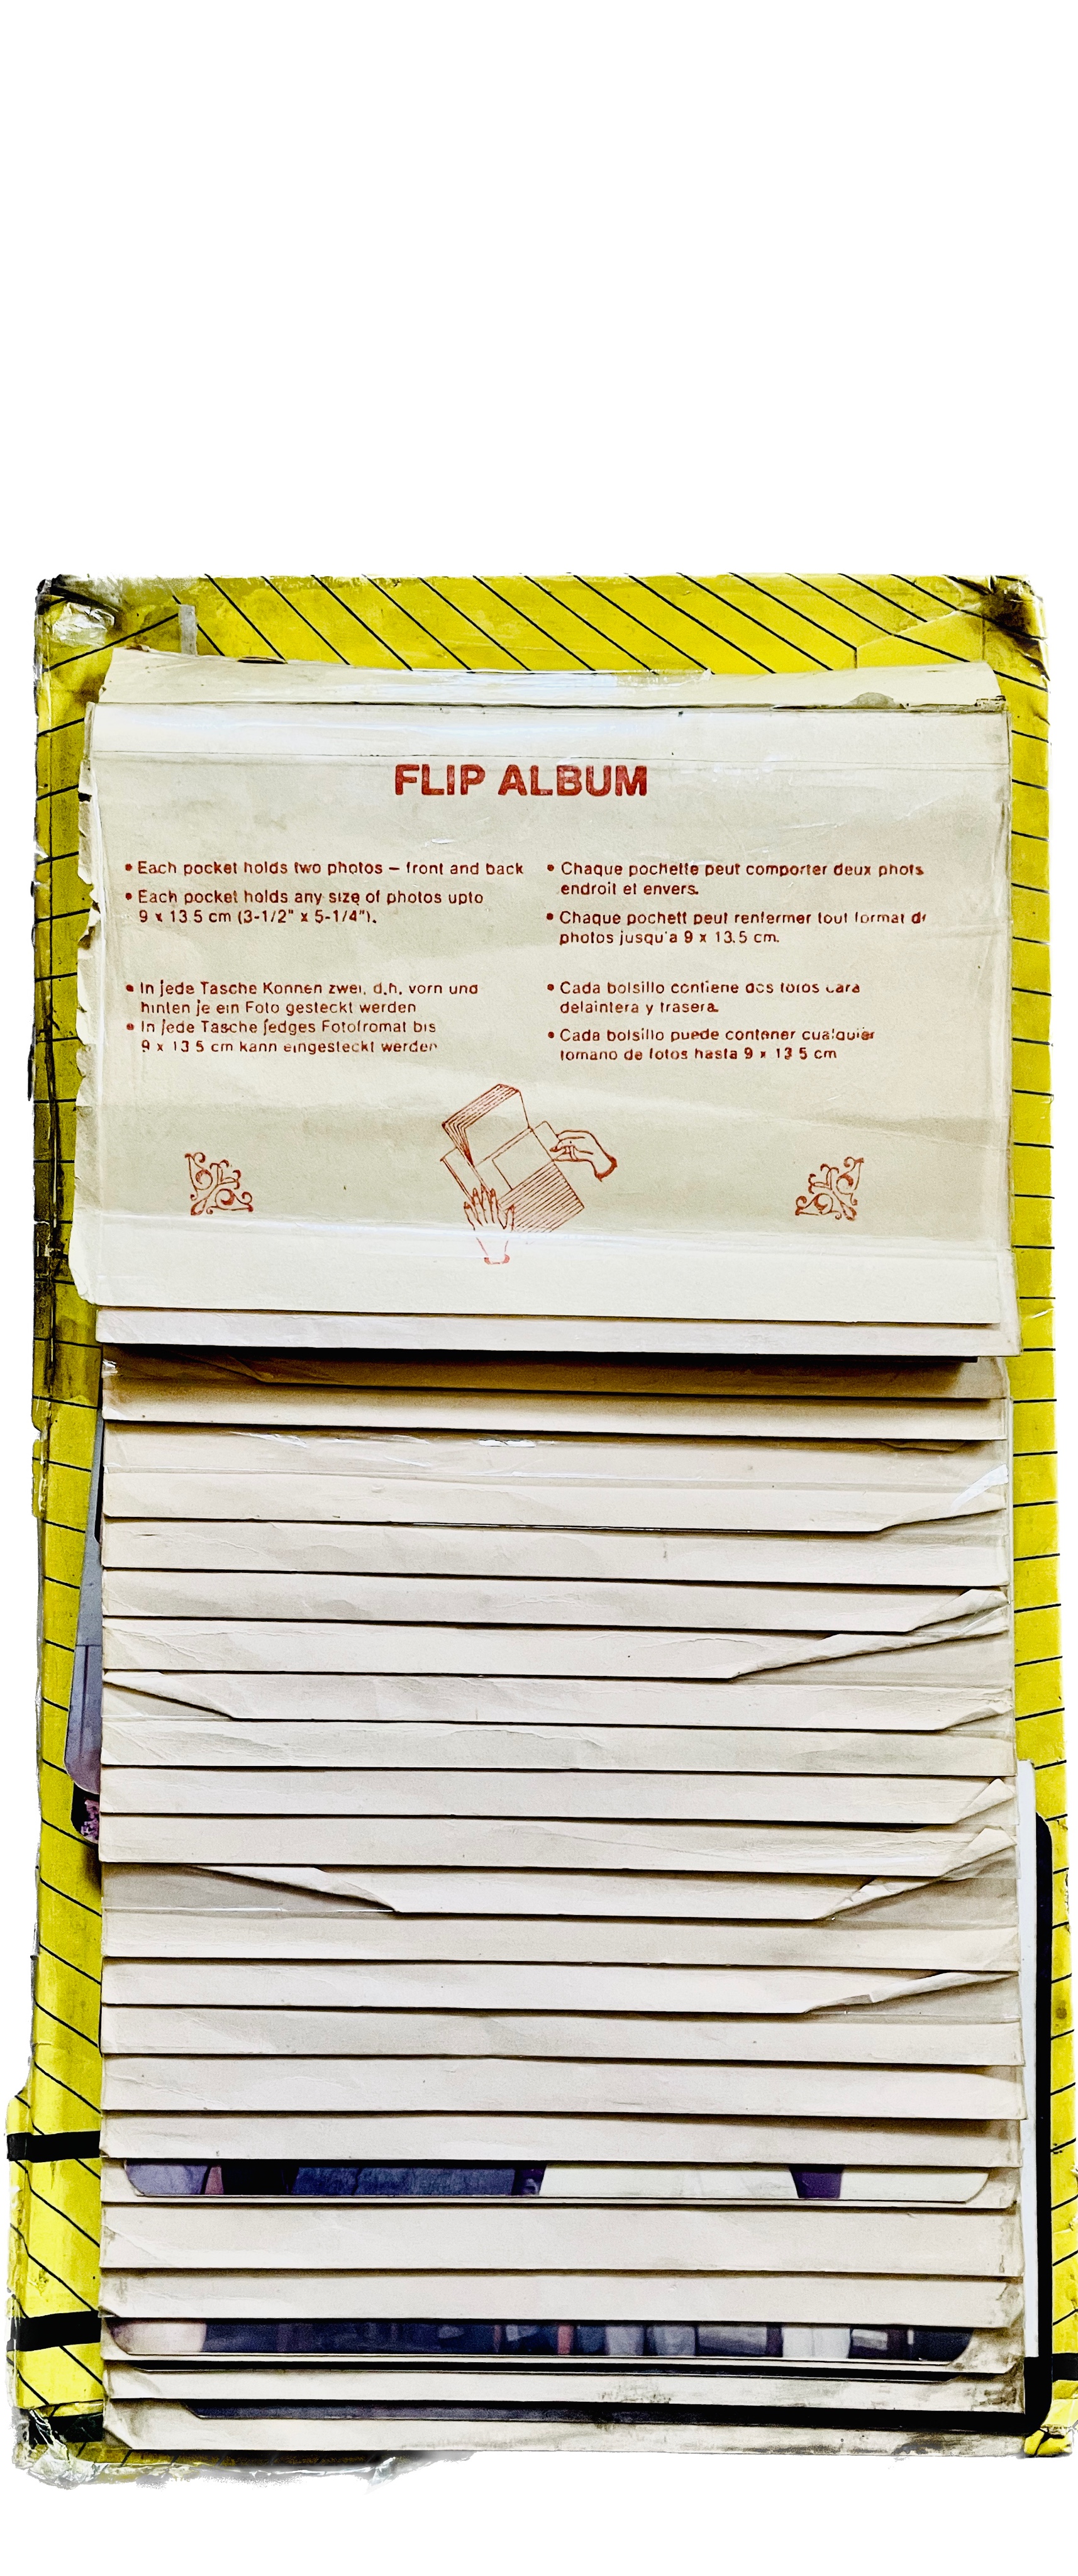 FLIP ALBUM
• Each pocket holds two photos – front and back
• Each pocket holds any size of photos upto
9 x 13 5 cm (3-1/2" x 5-1/4").
• In jede Tasche Konnen zwei, d.h. vorn und
hinten je ein Foto gesteckt werden
• In jede Tasche jedges Fotofromat bis
9 x 13 5 cm kann eingesteckt werden
• Chaque pochette peut comporter deux phots
endroit et envers.
• Chaque pochett peut renfermer tout format de
photos jusqu'a 9 x 13.5 cm.
• Cada bolsillo contiene dos fotos cara
delaintera y trasera.
• Cada bolsillo puede contener cualquier
tomano de fotos hasta 9 x 13 5 cm